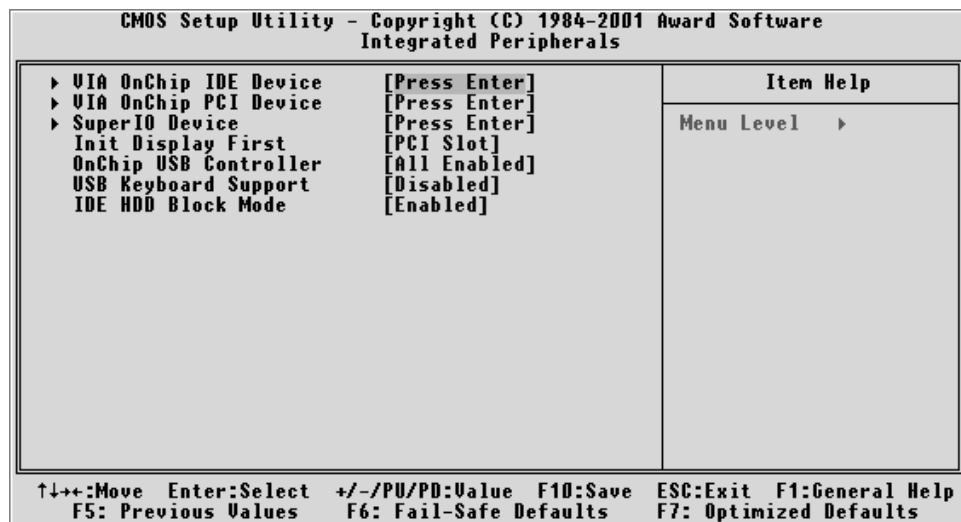 CMOS Setup Utility - Copyright (C) 1984-2001 Award Software
Integrated Peripherals
▸ VIA OnChip IDE Device [Press Enter]
▸ VIA OnChip PCI Device [Press Enter]
▸ SuperIO Device [Press Enter]
Init Display First [PCI Slot]
OnChip USB Controller [All Enabled]
USB Keyboard Support [Disabled]
IDE HDD Block Mode [Enabled]
Item Help
Menu Level ▸
↑↓→←:Move Enter:Select +/-/PU/PD:Value F10:Save ESC:Exit F1:General Help
F5: Previous Values F6: Fail-Safe Defaults F7: Optimized Defaults